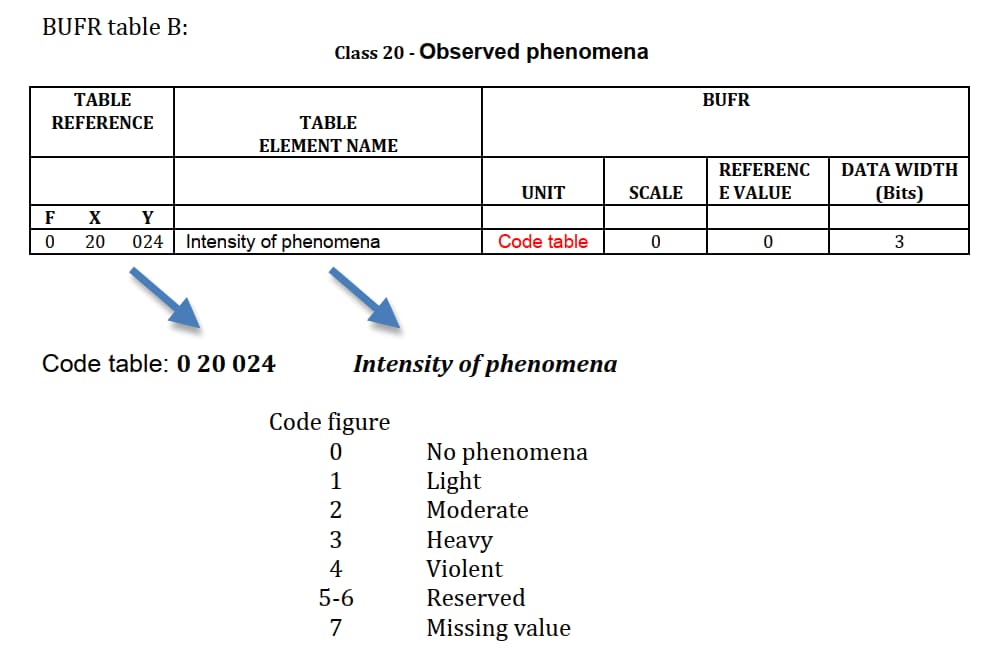 BUFR table B:
Class 20 - Observed phenomena
TABLE REFERENCE
TABLE ELEMENT NAME
BUFR
UNIT
SCALE
REFERENC
E VALUE
DATA WIDTH
(Bits)
F X Y
0 20 024 Intensity of phenomena Code table 0 0 3
Code table: 0 20 024 Intensity of phenomena
Code figure
0 No phenomena
1 Light
2 Moderate
3 Heavy
4 Violent
5-6 Reserved
7 Missing value